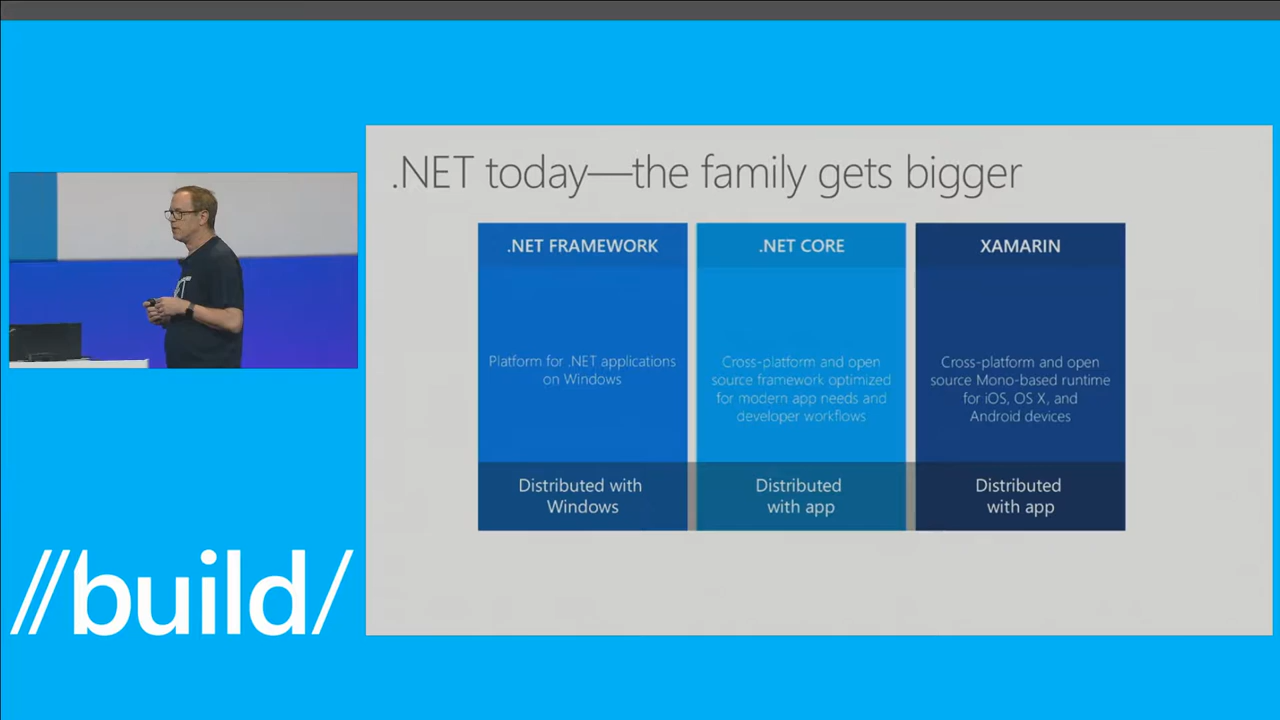 .NET today—the family gets bigger
.NET FRAMEWORK
Platform for .NET applications
on Windows
Distributed with
Windows
.NET CORE
Cross-platform and open
source framework optimized
for modern app needs and
developer workflows
Distributed
with app
XAMARIN
Cross-platform and open
source Mono-based runtime
for iOS, OS X, and
Android devices
Distributed
with app
//build/